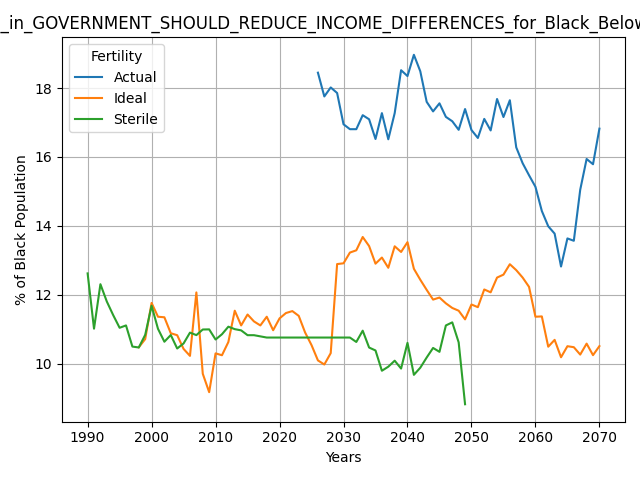 _in_GOVERNMENT_SHOULD_REDUCE_INCOME_DIFFERENCES_for_Black_Below
Fertility
Actual
Ideal
Sterile
% of Black Population
18
16
14
12
10
1990 2000 2010 2020 2030 2040 2050 2060 2070
Years